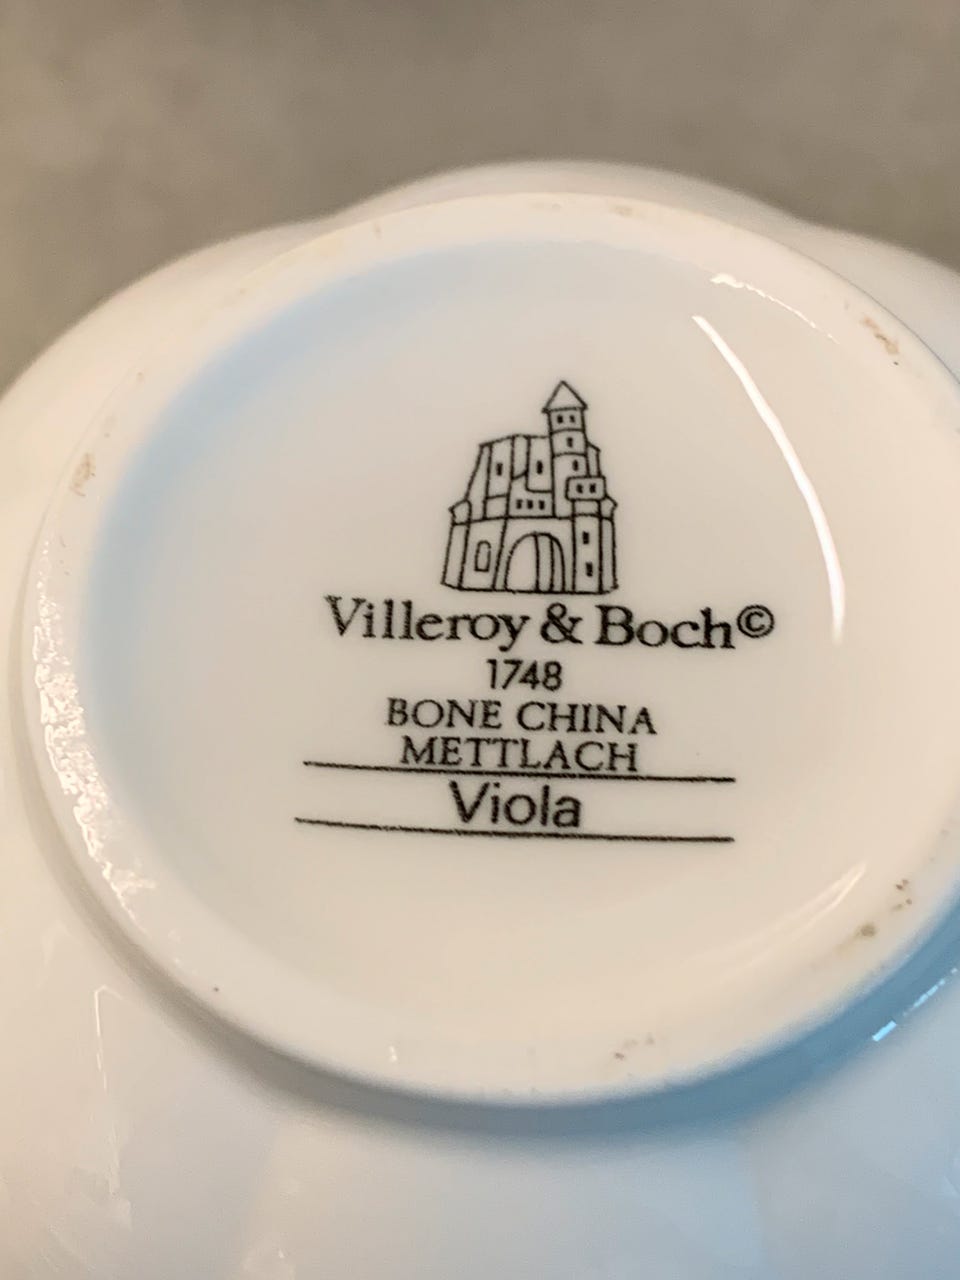 Villeroy & Boch©
1748
BONE CHINA
METTLACH
Viola